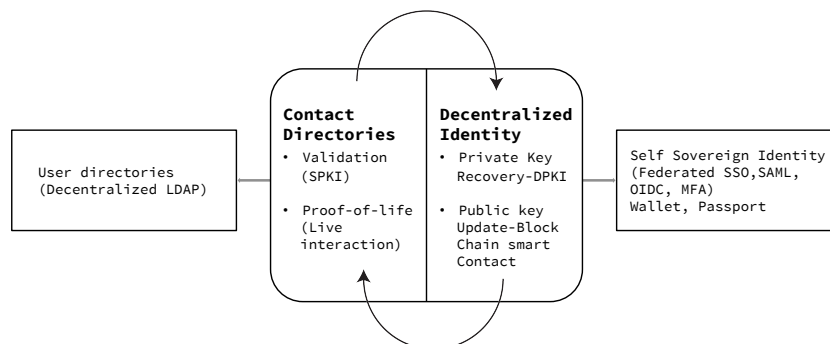 User directories
(Decentralized LDAP)
Contact
Directories
• Validation
(SPKI)
• Proof-of-life
(Live
interaction)
Decentralized
Identity
• Private Key
Recovery-DPKI
• Public key
Update-Block
Chain smart
Contact
Self Sovereign Identity
(Federated SSO,SAML,
OIDC, MFA)
Wallet, Passport